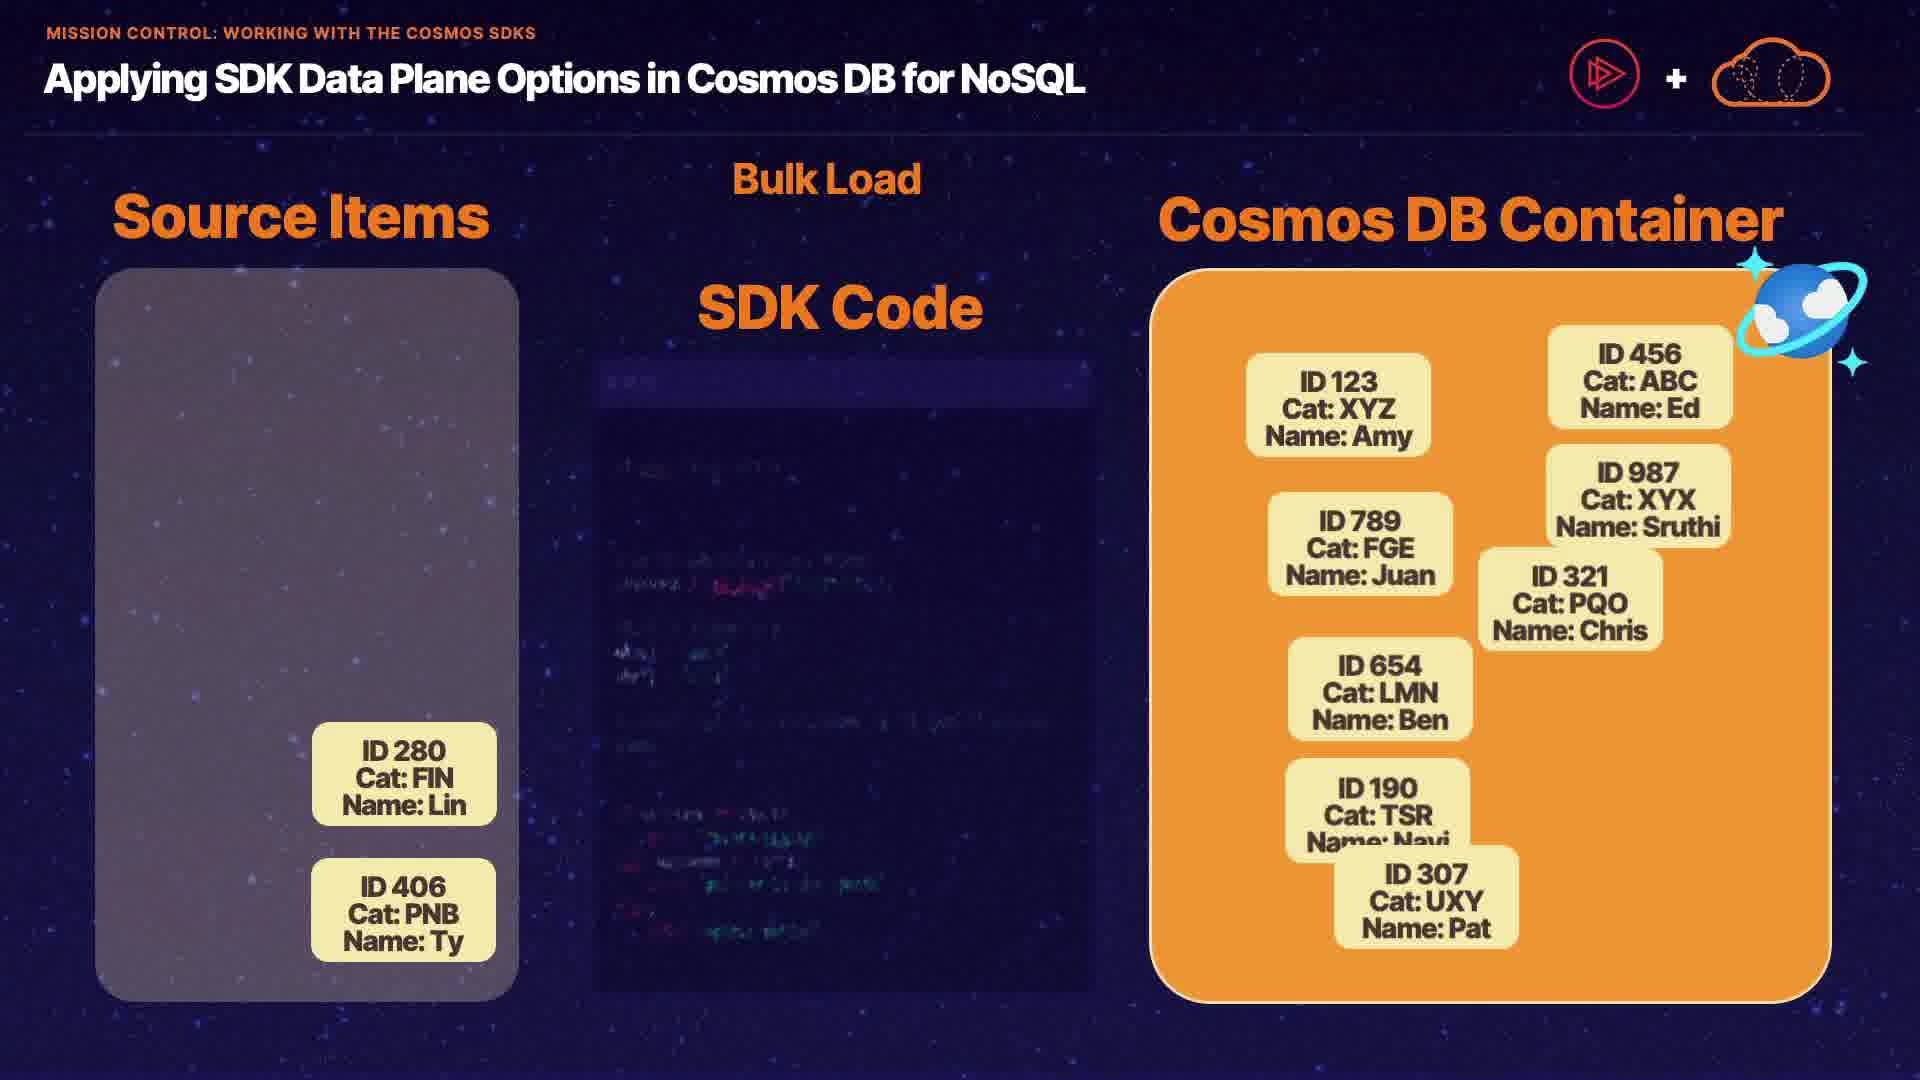 MISSION CONTROL: WORKING WITH THE COSMOS SDKS
Applying SDK Data Plane Options in Cosmos DB for NoSQL
Bulk Load
Source Items
SDK Code
Cosmos DB Container
ID 280
Cat: FIN
Name: Lin
ID 406
Cat: PNB
Name: Ty
ID 123
Cat: XYZ
Name: Amy
ID 456
Cat: ABC
Name: Ed
ID 987
Cat: XYX
Name: Sruthi
ID 789
Cat: FGE
Name: Juan
ID 321
Cat: PQO
Name: Chris
ID 654
Cat: LMN
Name: Ben
ID 190
Cat: TSR
Name: Navi
ID 307
Cat: UXY
Name: Pat